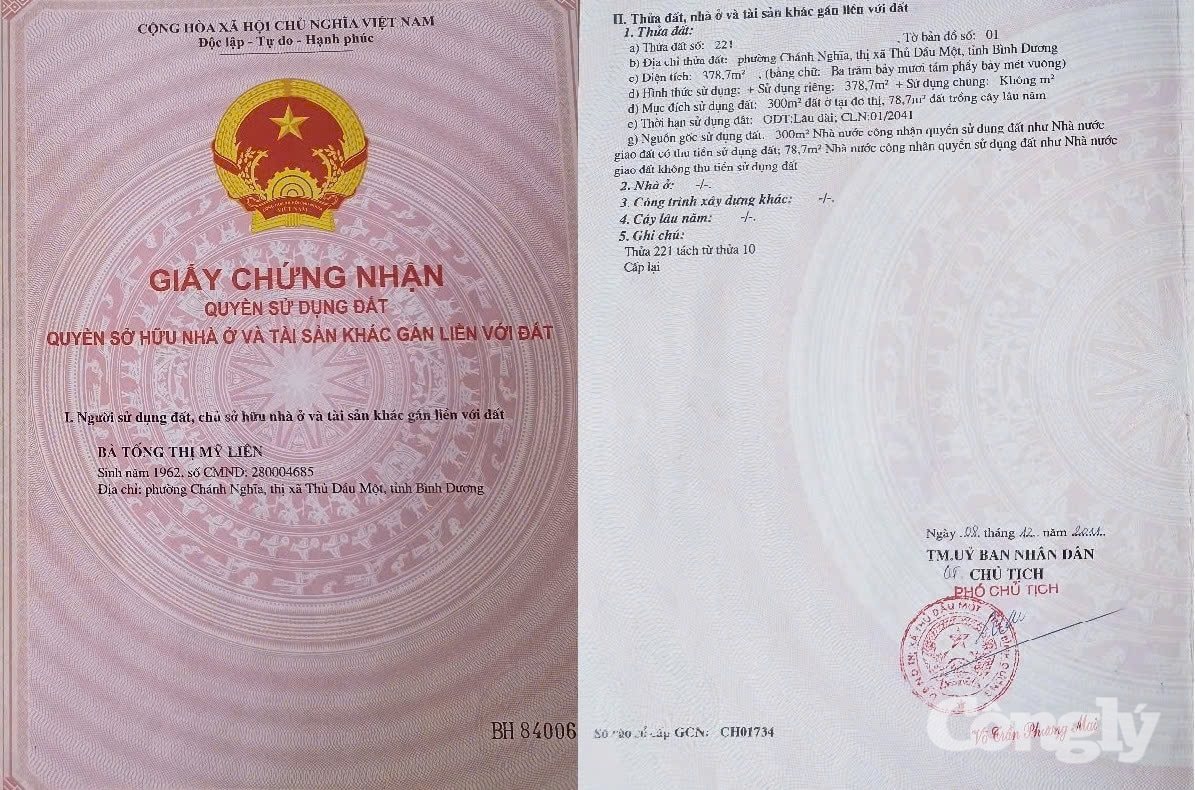 CỘNG HÒA XÃ HỘI CHỦ NGHĨA VIỆT NAM
Độc lập - Tự do - Hạnh phúc
GIẤY CHỨNG NHẬN
QUYỀN SỬ DỤNG ĐẤT
QUYỀN SỞ HỮU NHÀ Ở VÀ TÀI SẢN KHÁC GẮN LIỀN VỚI ĐẤT
I. Người sử dụng đất, chủ sở hữu nhà ở và tài sản khác gắn liền với đất
BÀ TỐNG THỊ MỸ LIÊN
Sinh năm 1962, số CMND: 280004685
Địa chỉ: phường Chánh Nghĩa, thị xã Thủ Dầu Một, tỉnh Bình Dương
BH 84006
II. Thửa đất, nhà ở và tài sản khác gắn liền với đất
1. Thửa đất:
a) Thửa đất số: 221 , Tờ bản đồ số: 01
b) Địa chỉ thửa đất: phường Chánh Nghĩa, thị xã Thủ Dầu Một, tỉnh Bình Dương
c) Diện tích: 378,7m² , (bằng chữ: Ba trăm bảy mươi tám phẩy bảy mét vuông)
d) Hình thức sử dụng: + Sử dụng riêng: 378,7m² + Sử dụng chung: Không m²
đ) Mục đích sử dụng đất: 300m² đất ở tại đô thị, 78,7m² đất trồng cây lâu năm
e) Thời hạn sử dụng đất: ODT:Lâu dài; CLN:01/2041
g) Nguồn gốc sử dụng đất. 300m² Nhà nước công nhận quyền sử dụng đất như Nhà nước
giao đất có thu tiền sử dụng đất; 78,7m² Nhà nước công nhận quyền sử dụng đất như Nhà nước
giao đất không thu tiền sử dụng đất
2. Nhà ở: -/-.
3. Công trình xây dựng khác: -/-.
4. Cây lâu năm: -/-.
5. Ghi chú:
Thửa 221 tách từ thửa 10
Cấp lại
Ngày 08 tháng 12 năm 2011
TM.UỶ BAN NHÂN DÂN
CHỦ TỊCH
PHÓ CHỦ TỊCH
Số vào sổ cấp GCN: CH01734
Võ Trần Phương Mai
Cônglý